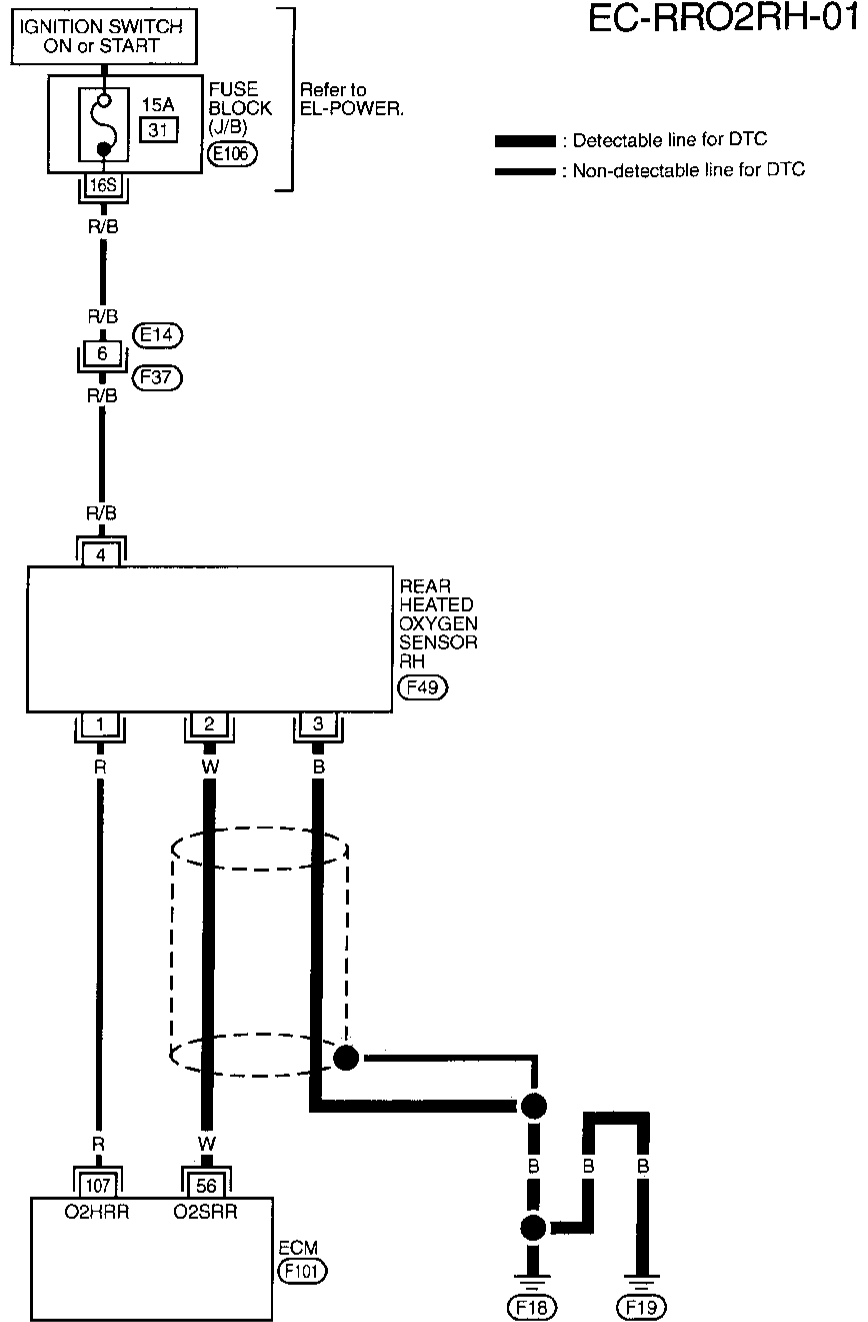 EC-RRO2RH-01
IGNITION SWITCH
ON or START
FUSE
BLOCK
(J/B)
E106
15A
31
16S
Refer to
EL-POWER.
: Detectable line for DTC
: Non-detectable line for DTC
R/B
R/B
E14
6
F37
R/B
R/B
4
REAR
HEATED
OXYGEN
SENSOR
RH
F49
1
2
3
R
W
B
R
W
B
B
B
107
56
O2HRR
O2SRR
ECM
F101
F18
F19